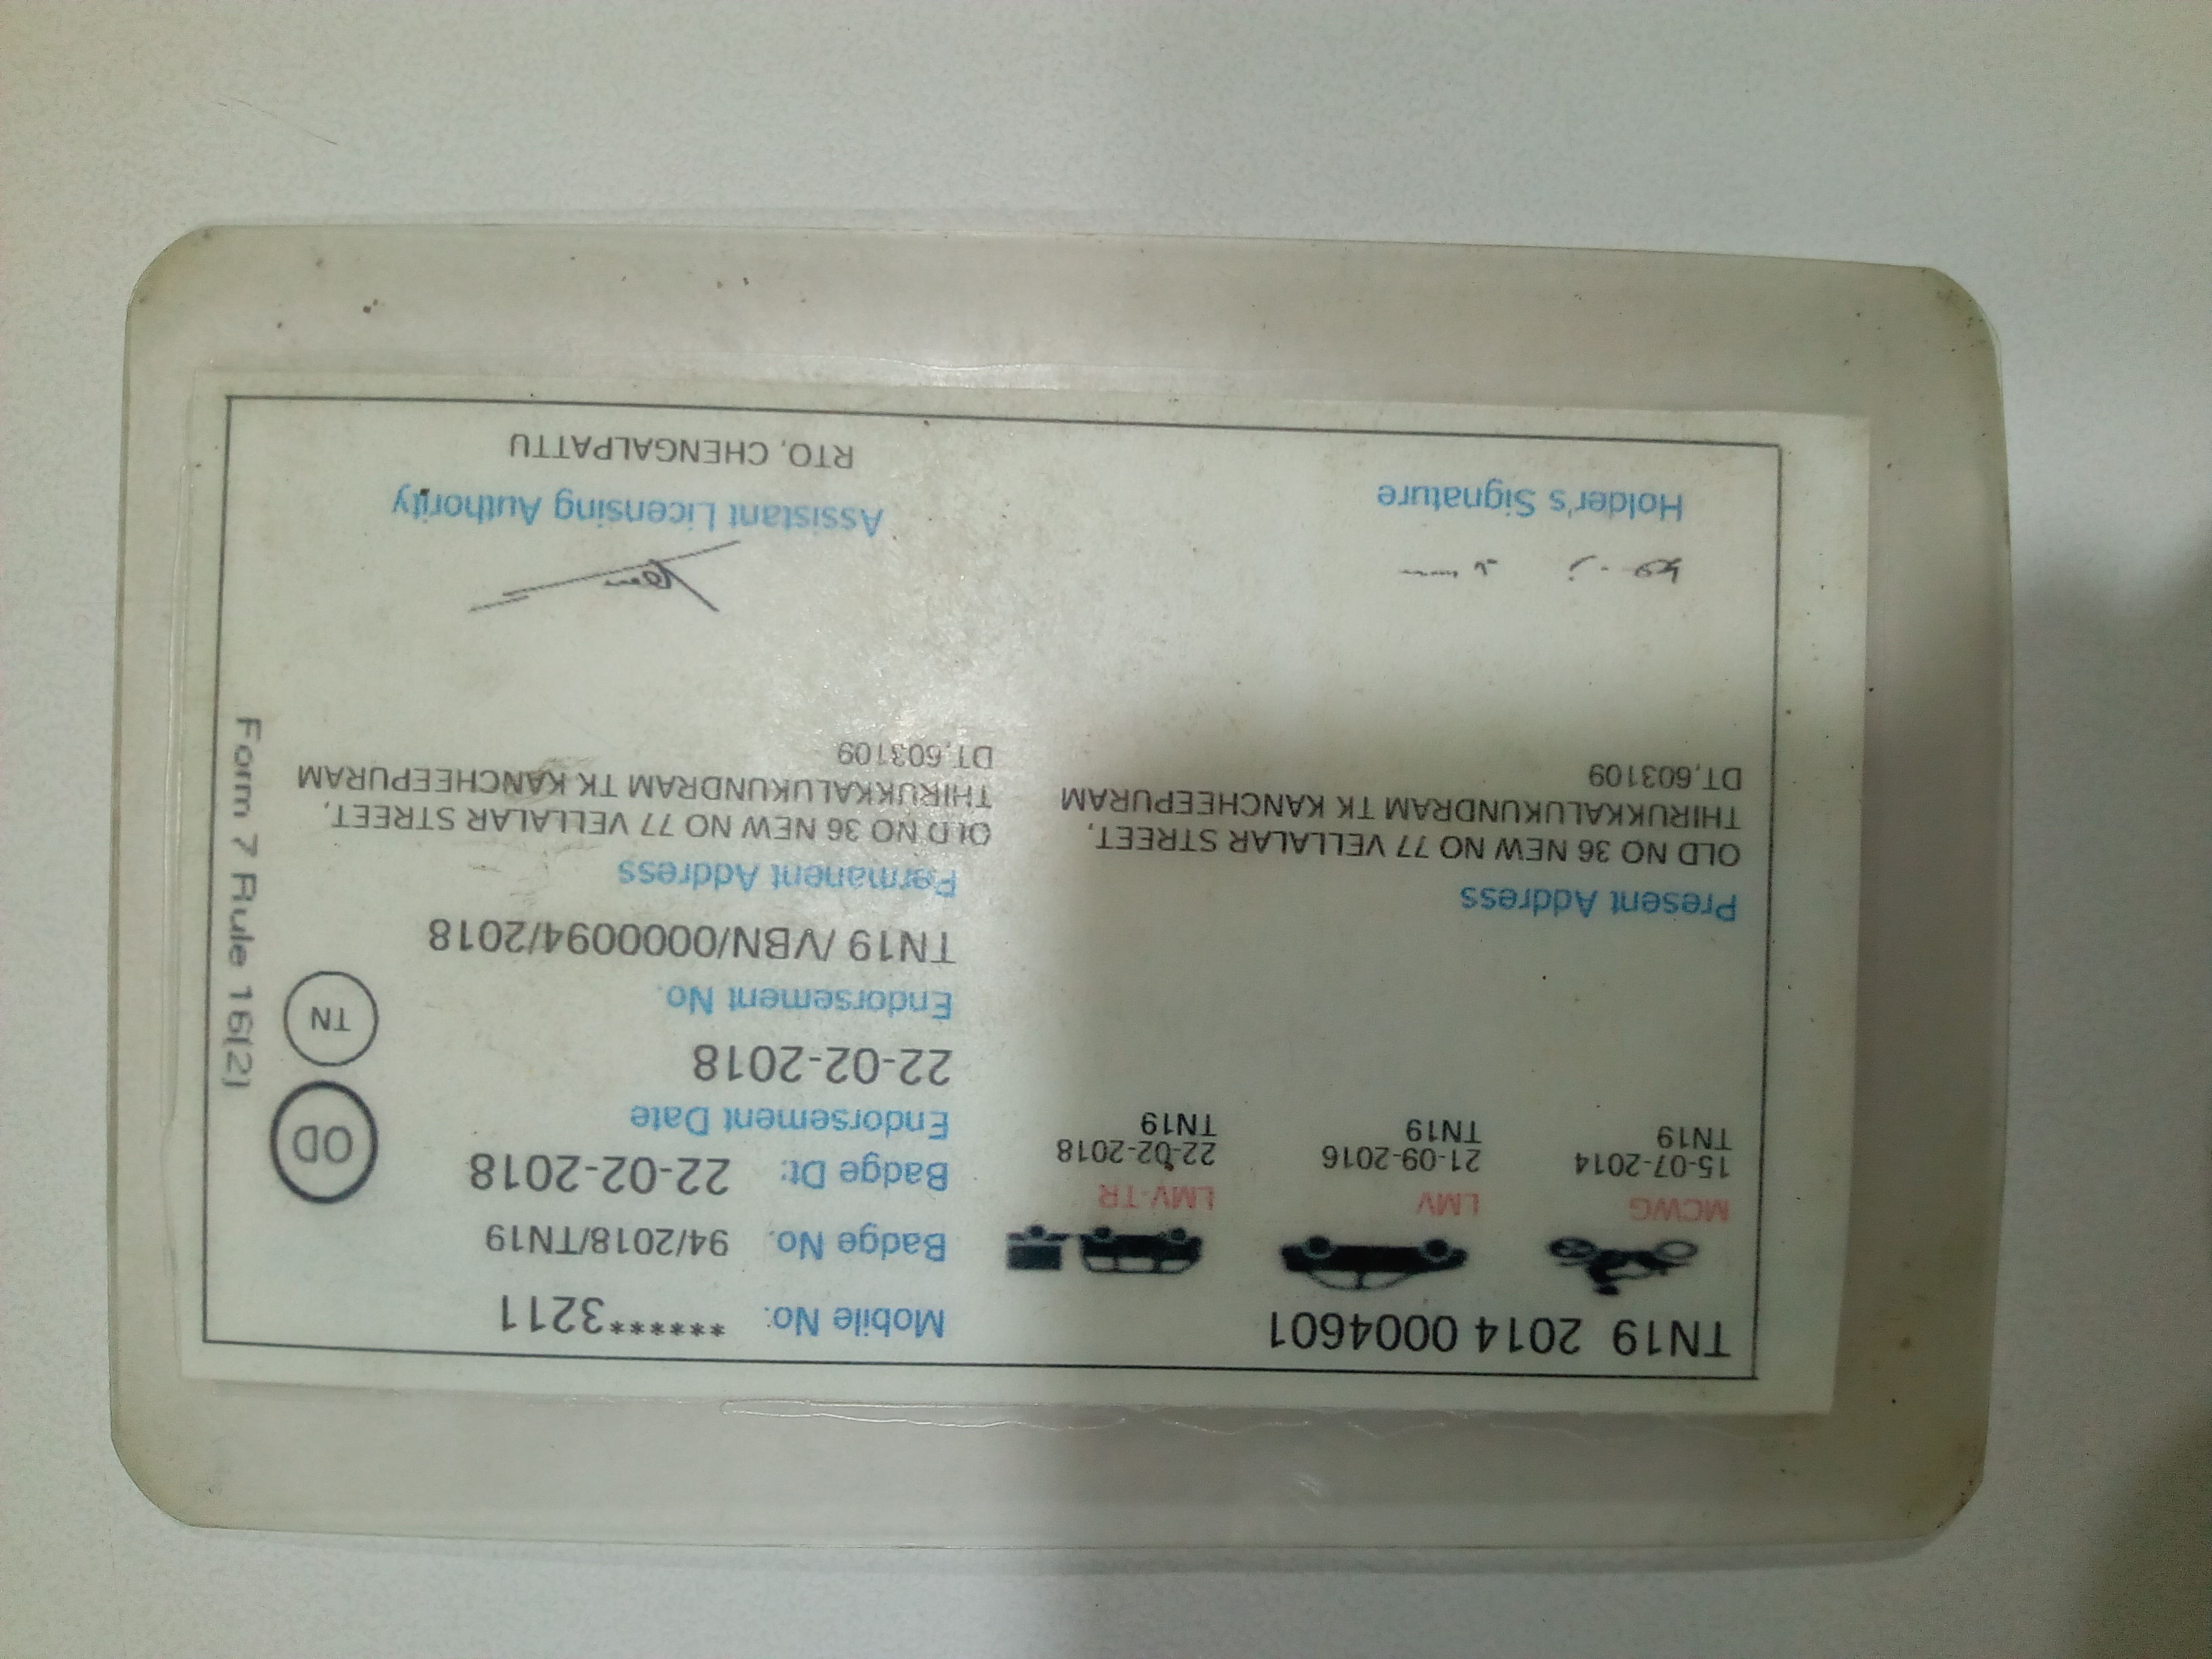 TN19 2014 0004601
MCWG LMV LMV-TR
15-07-2014 21-09-2016 22-02-2018
TN19 TN19 TN19
Present Address
OLD NO 36 NEW NO 77 VELLALAR STREET,
THIRUKKALUKUNDRAM TK KANCHEEPURAM
DT,603109
Holder's Signature
Mobile No: ******3211
Badge No. 94/2018/TN19
Badge Dt: 22-02-2018
Endorsement Date
22-02-2018
Endorsement No.
TN19 /VBN/0000094/2018
Permanent Address
OLD NO 36 NEW NO 77 VELLALAR STREET,
THIRUKKALUKUNDRAM TK KANCHEEPURAM
DT,603109
Assistant Licensing Authority
RTO, CHENGALPATTU
OD
TN
Form 7 Rule 16(2)